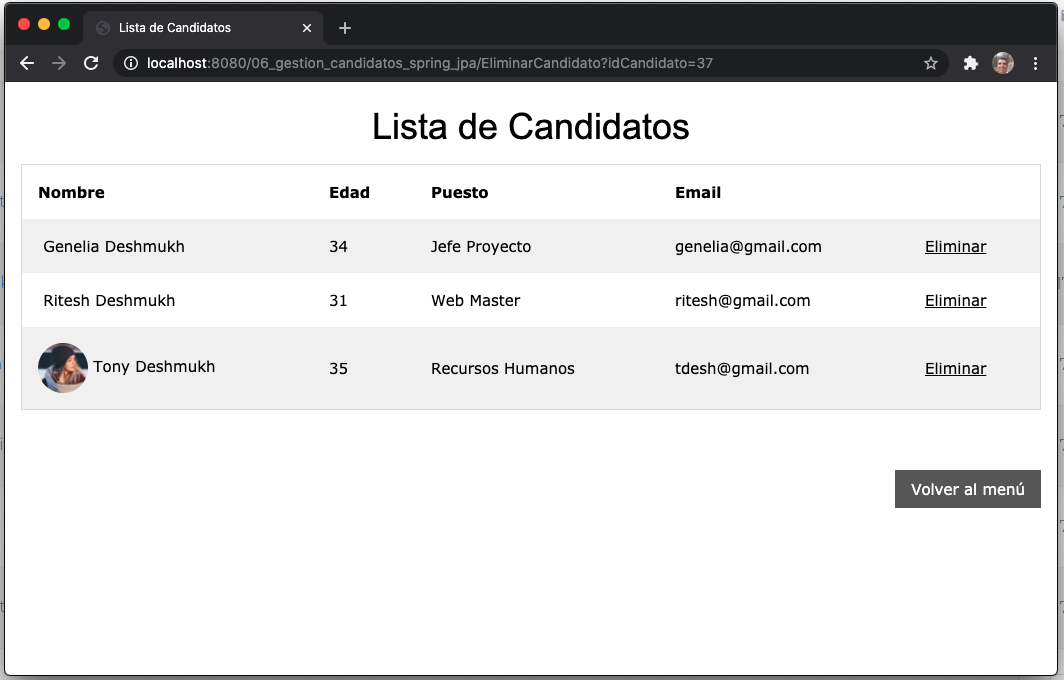 Lista de Candidatos
localhost:8080/06_gestion_candidatos_spring_jpa/EliminarCandidato?idCandidato=37
Lista de Candidatos
Nombre Edad Puesto Email
Genelia Deshmukh 34 Jefe Proyecto genelia@gmail.com Eliminar
Ritesh Deshmukh 31 Web Master ritesh@gmail.com Eliminar
Tony Deshmukh 35 Recursos Humanos tdesh@gmail.com Eliminar
Volver al menú